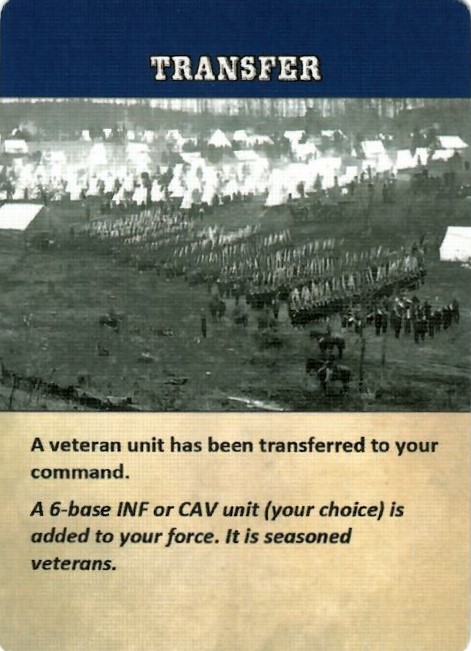 TRANSFER
A veteran unit has been transferred to your
command.
A 6-base INF or CAV unit (your choice) is
added to your force. It is seasoned
veterans.